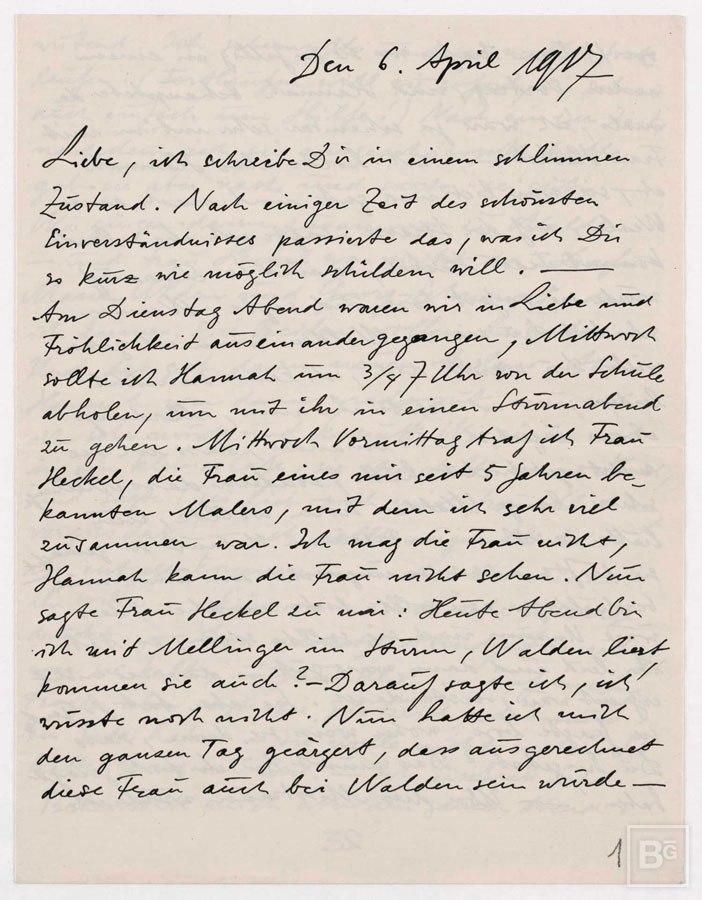 Den 6. April 1917
Liebe, ich schreibe Dir in einem schlimmen
Zustand. Nach einiger Zeit des schönsten
Einverständnisses passierte das, was ich Dir
so kurz wie möglich schildern will. —
Am Dienstag Abend waren wir in Liebe und
Fröhlichkeit auseinandergegangen, Mittwoch
sollte ich Hannah um 3/4 7 Uhr von der Schule
abholen, um mit ihr in einen Sturmabend
zu gehen. Mittwoch Vormittag traf ich Frau
Heckel, die Frau eines mir seit 5 Jahren be-
kannten Malers, mit dem ich sehr viel
zusammen war. Ich mag die Frau nicht,
Hannah kann die Frau nicht sehen. Nun
sagte Frau Heckel zu mir: Heute Abend bin
ich mit Mellinger im Sturm, Walden liest,
kommen sie auch? – Darauf sagte ich, ich
wüsste noch nicht. Nun hatte ich mich
den ganzen Tag geärgert, dass ausgerechnet
diese Frau auch bei Walden sein würde —
1
BG